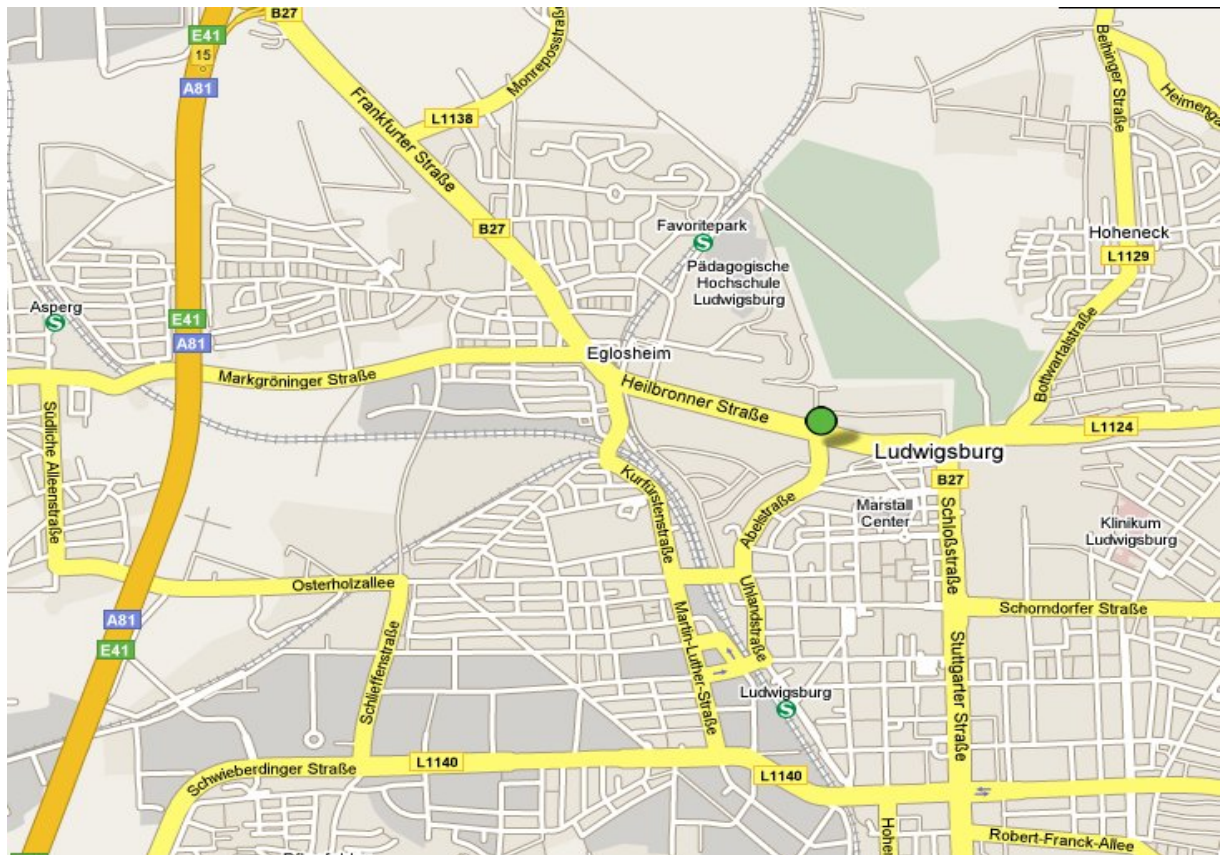 B27
E41
15
A81
Frankfurter Straße
L1138
Monreposstraße
Beihinger Straße
B27
Favoritepark
Hoheneck
L1129
Pädagogische
Hochschule
Ludwigsburg
Asperg
E41
A81
Eglosheim
Markgröninger Straße
Heilbronner Straße
Bottwartalstraße
L1124
Südliche Alleenstraße
Ludwigsburg
B27
Kurfürstenstraße
Abelstraße
Marstall
Center
Schloßstraße
Klinikum
Ludwigsburg
Osterholzallee
Uhlandstraße
Schorndorfer Straße
A81
E41
Schlieffenstraße
Martin-Luther-Straße
Stuttgarter Straße
Ludwigsburg
Schwieberdinger Straße
L1140
L1140
Robert-Franck-Allee